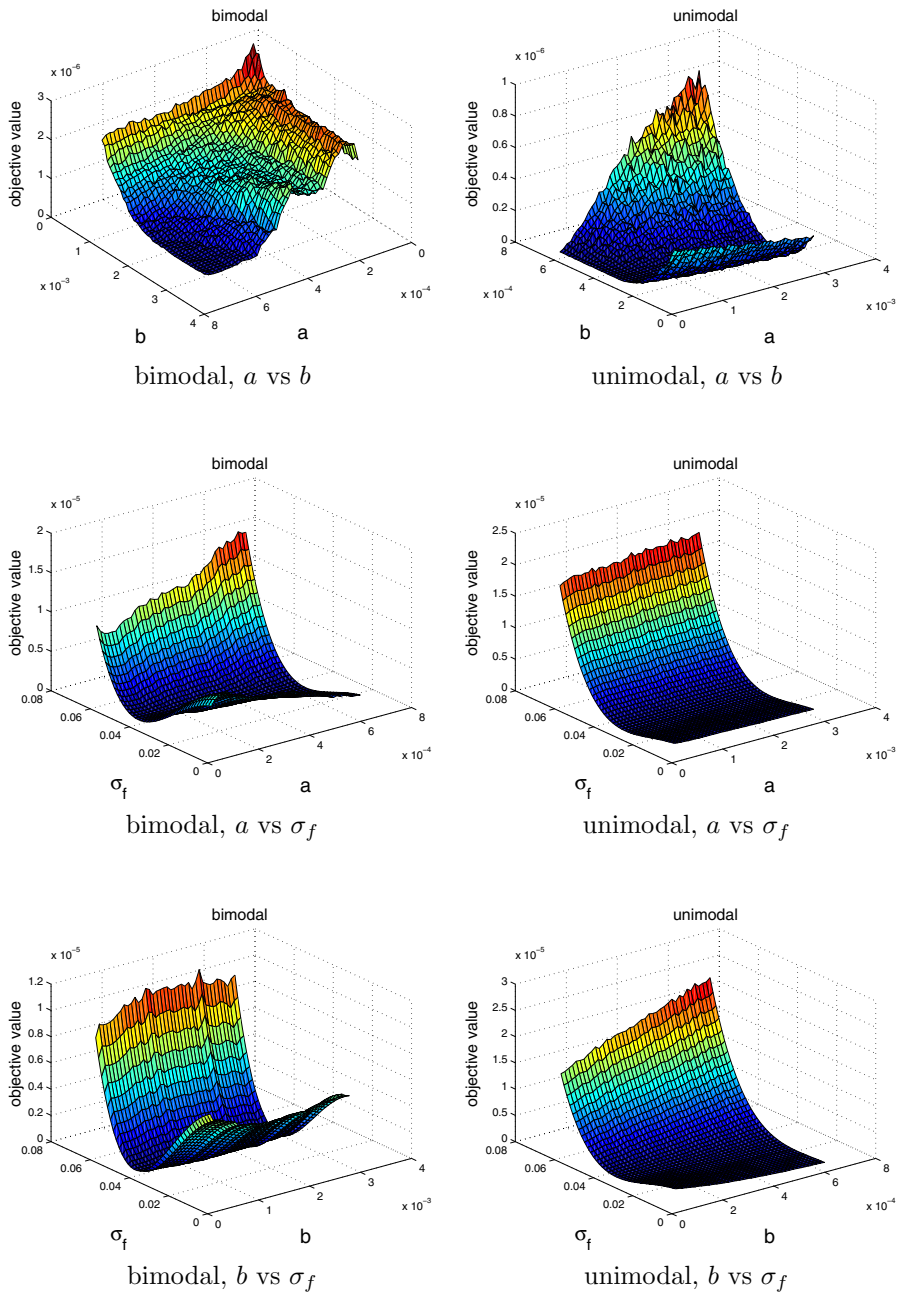 bimodal
x 10⁻⁶
3
2
1
0
objective value
0
1
2
3
4
x 10⁻³
b
8
6
4
2
0
x 10⁻⁴
a
bimodal, a vs b
unimodal
x 10⁻⁶
1
0.8
0.6
0.4
0.2
0
objective value
8
6
4
2
0
x 10⁻⁴
b
0
1
2
3
4
x 10⁻³
a
unimodal, a vs b
bimodal
x 10⁻⁵
2
1.5
1
0.5
0
objective value
0.08
0.06
0.04
0.02
0
σf
0
2
4
6
8
x 10⁻⁴
a
bimodal, a vs σf
unimodal
x 10⁻⁵
2.5
2
1.5
1
0.5
0
objective value
0.08
0.06
0.04
0.02
0
σf
0
1
2
3
4
x 10⁻³
a
unimodal, a vs σf
bimodal
x 10⁻⁵
1.2
1
0.8
0.6
0.4
0.2
0
objective value
0.08
0.06
0.04
0.02
0
σf
0
1
2
3
4
x 10⁻³
b
bimodal, b vs σf
unimodal
x 10⁻⁵
3
2.5
2
1.5
1
0.5
0
objective value
0.08
0.06
0.04
0.02
0
σf
0
2
4
6
8
x 10⁻⁴
b
unimodal, b vs σf